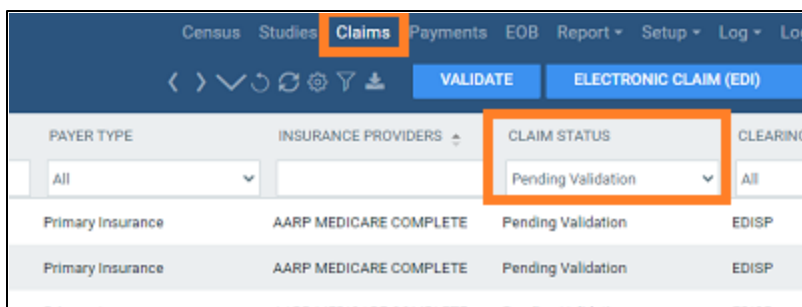 Census Studies Claims Payments EOB Report Setup Log
VALIDATE ELECTRONIC CLAIM (EDI)
PAYER TYPE INSURANCE PROVIDERS CLAIM STATUS CLEARING
All Pending Validation All
Primary Insurance AARP MEDICARE COMPLETE Pending Validation EDISP
Primary Insurance AARP MEDICARE COMPLETE Pending Validation EDISP